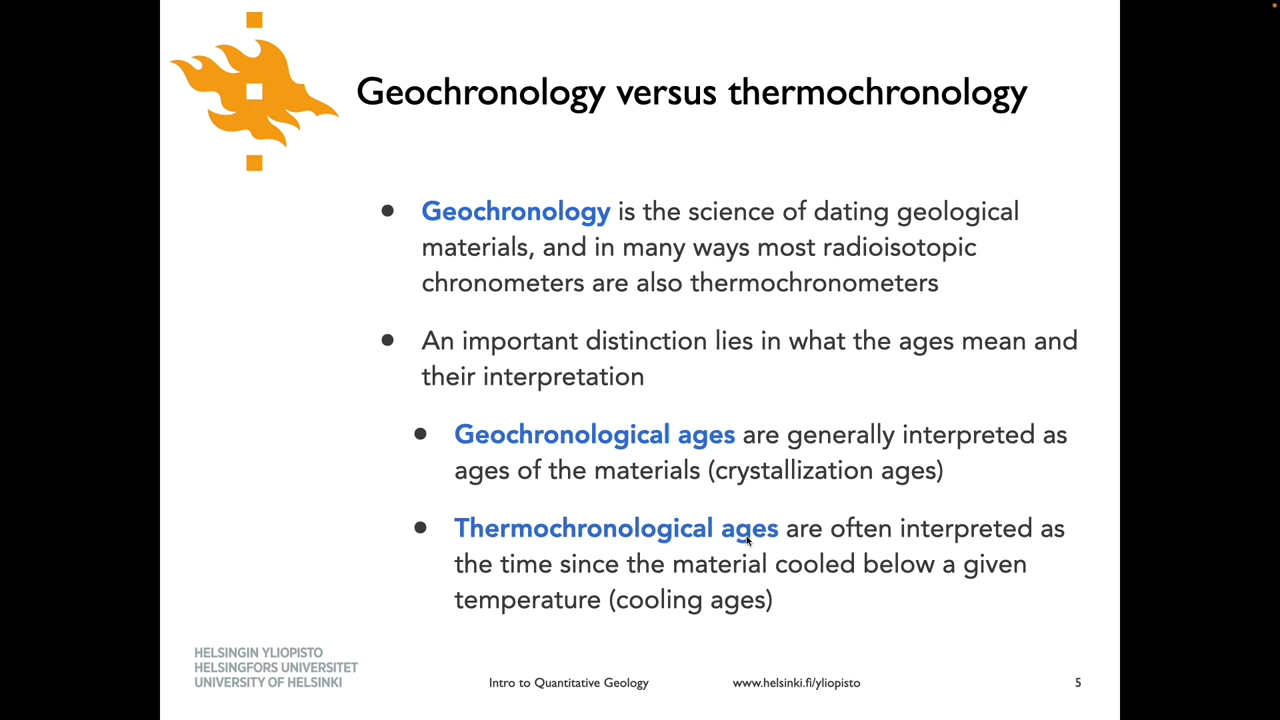 Geochronology versus thermochronology
● Geochronology is the science of dating geological
materials, and in many ways most radioisotopic
chronometers are also thermochronometers
● An important distinction lies in what the ages mean and
their interpretation
● Geochronological ages are generally interpreted as
ages of the materials (crystallization ages)
● Thermochronological ages are often interpreted as
the time since the material cooled below a given
temperature (cooling ages)
HELSINGIN YLIOPISTO
HELSINGFORS UNIVERSITET
UNIVERSITY OF HELSINKI
Intro to Quantitative Geology
www.helsinki.fi/yliopisto
5